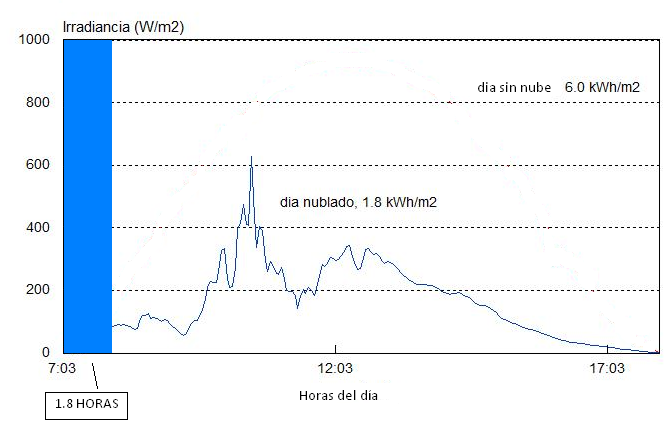 Irradiancia (W/m2)
1000
dia sin nube 6.0 kWh/m2
800
600
dia nublado, 1.8 kWh/m2
400
200
0
7:03 12:03 17:03
1.8 HORAS
Horas del día